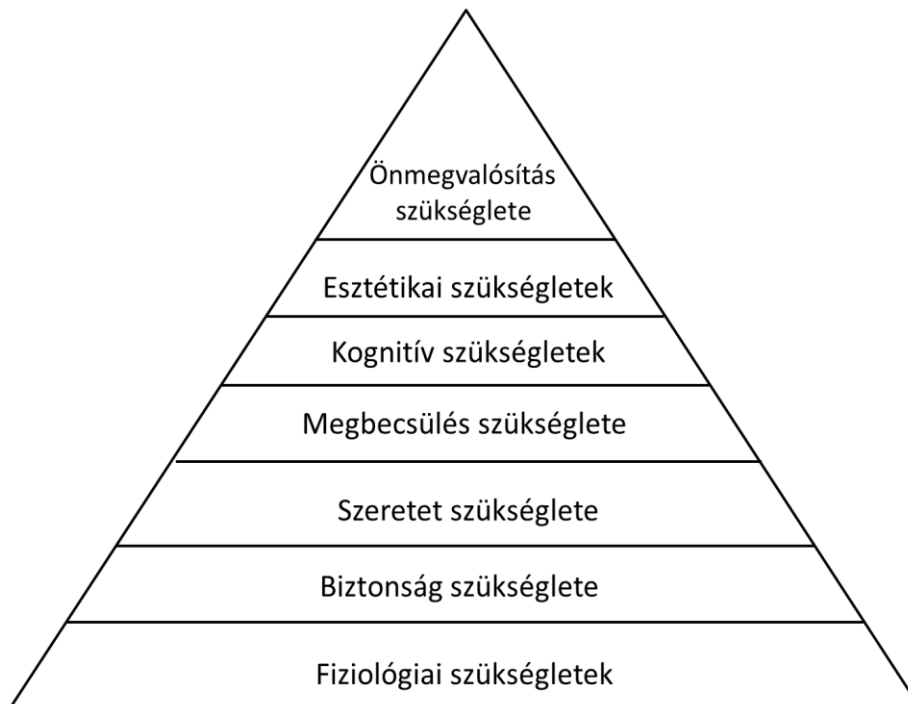 Önmegvalósítás
szükséglete
Esztétikai szükségletek
Kognitív szükségletek
Megbecsülés szükséglete
Szeretet szükséglete
Biztonság szükséglete
Fiziológiai szükségletek